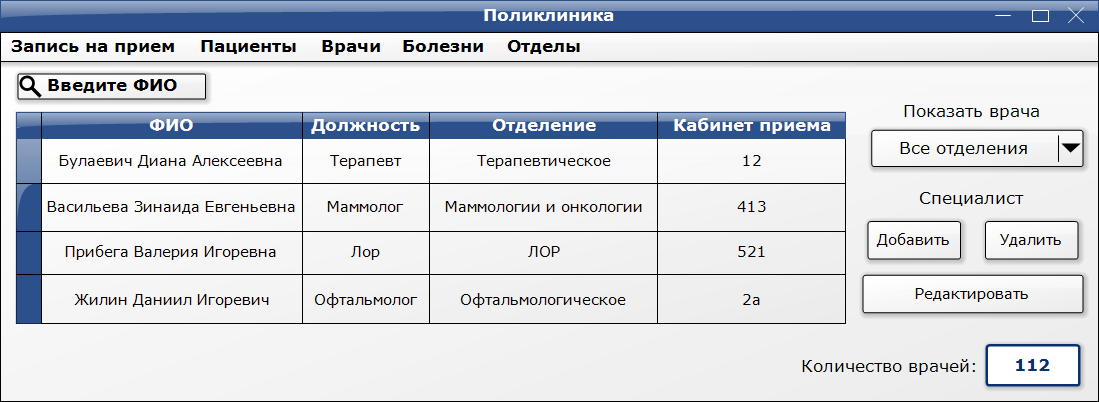 Поликлиника
Запись на прием Пациенты Врачи Болезни Отделы
Введите ФИО
Показать врача
Все отделения
ФИО Должность Отделение Кабинет приема
Булаевич Диана Алексеевна Терапевт Терапевтическое 12
Васильева Зинаида Евгеньевна Маммолог Маммологии и онкологии 413
Прибега Валерия Игоревна Лор ЛОР 521
Жилин Даниил Игоревич Офтальмолог Офтальмологическое 2а
Специалист
Добавить Удалить
Редактировать
Количество врачей: 112